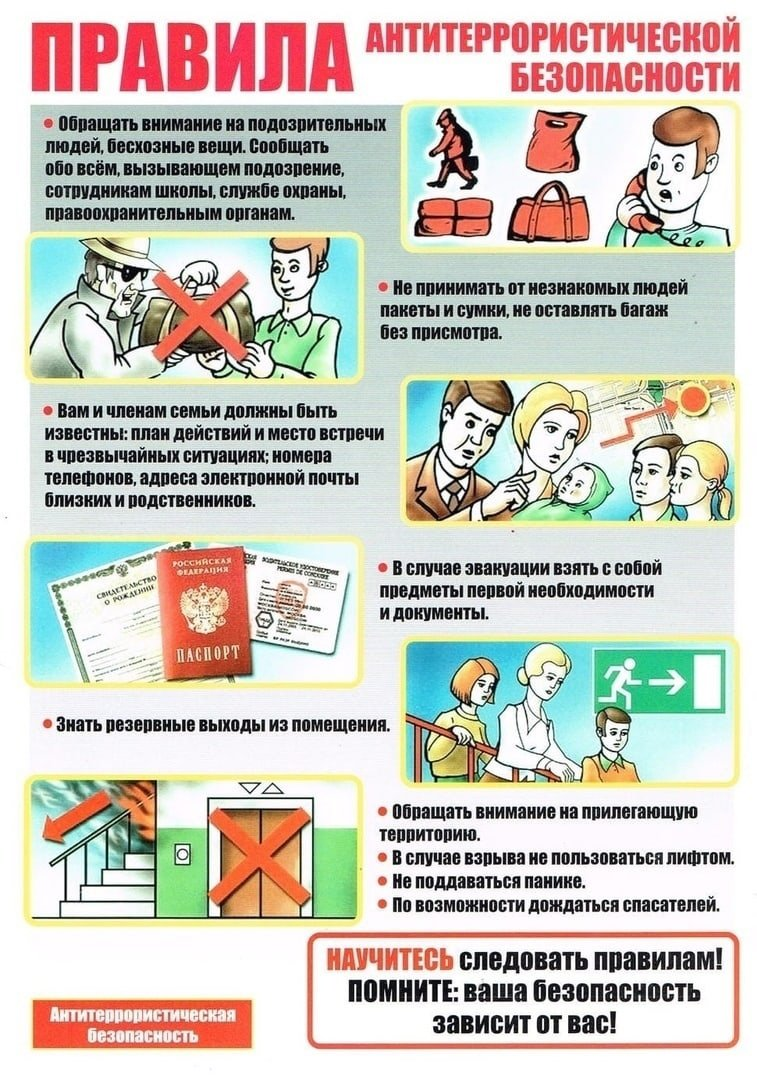 ПРАВИЛА
АНТИТЕРРОРИСТИЧЕСКОЙ
БЕЗОПАСНОСТИ
• Обращать внимание на подозрительных
людей, бесхозные вещи. Сообщать
обо всём, вызывающем подозрение,
сотрудникам школы, службе охраны,
правоохранительным органам.
• Не принимать от незнакомых людей
пакеты и сумки, не оставлять багаж
без присмотра.
• Вам и членам семьи должны быть
известны: план действий и место встречи
в чрезвычайных ситуациях; номера
телефонов, адреса электронной почты
близких и родственников.
СВИДЕТЕЛЬСТВО
О РОЖДЕНИИ
РОССИЙСКАЯ
ФЕДЕРАЦИЯ
ПАСПОРТ
ВОДИТЕЛЬСКОЕ УДОСТОВЕРЕНИЕ
PERMIS DE CONDUIRE
• В случае эвакуации взять с собой
предметы первой необходимости
и документы.
• Знать резервные выходы из помещения.
• Обращать внимание на прилегающую
территорию.
• В случае взрыва не пользоваться лифтом.
• Не поддаваться панике.
• По возможности дождаться спасателей.
НАУЧИТЕСЬ следовать правилам!
ПОМНИТЕ: ваша безопасность
зависит от вас!
Антитеррористическая
безопасность